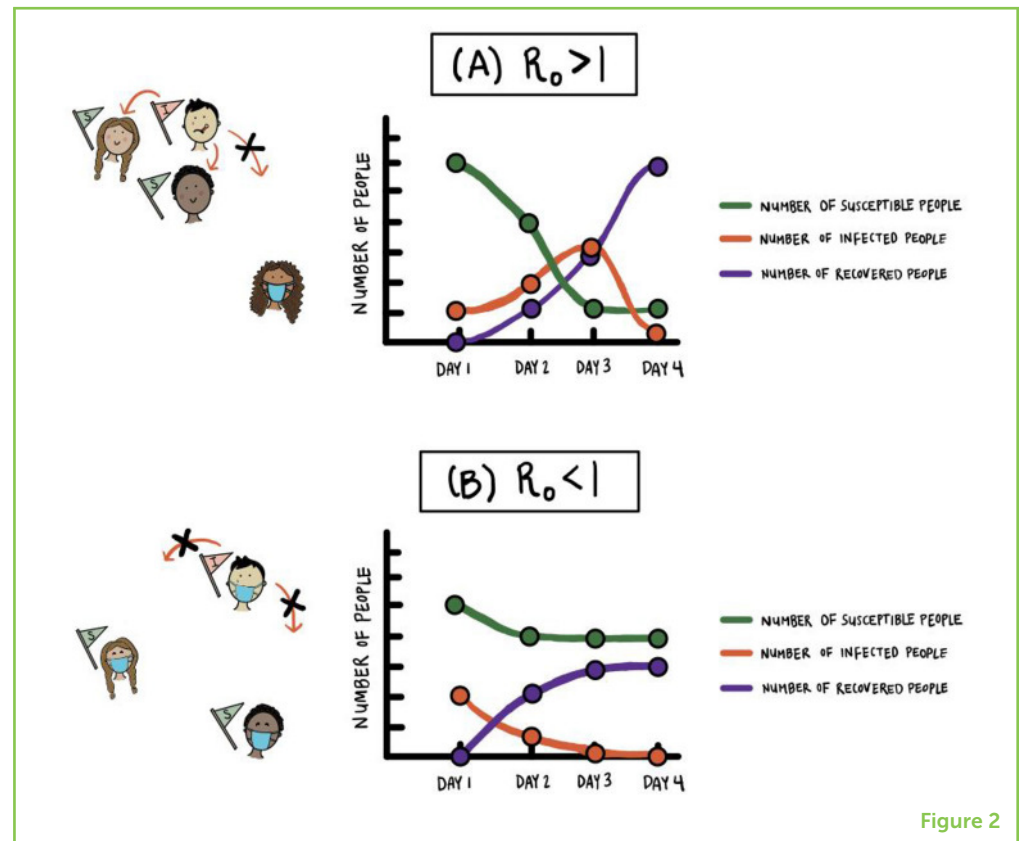 (A) R₀>1
S
I
S
NUMBER OF PEOPLE
NUMBER OF SUSCEPTIBLE PEOPLE
NUMBER OF INFECTED PEOPLE
NUMBER OF RECOVERED PEOPLE
DAY 1 DAY 2 DAY 3 DAY 4
(B) R₀<1
I
S
S
NUMBER OF PEOPLE
NUMBER OF SUSCEPTIBLE PEOPLE
NUMBER OF INFECTED PEOPLE
NUMBER OF RECOVERED PEOPLE
DAY 1 DAY 2 DAY 3 DAY 4
Figure 2